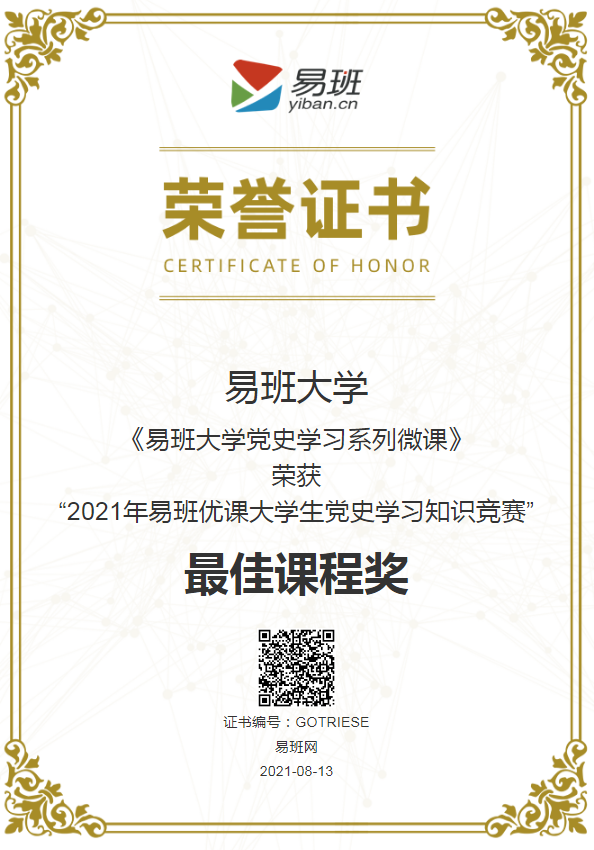 易班
yiban.cn
荣誉证书
CERTIFICATE OF HONOR
易班大学
《易班大学党史学习系列微课》
荣获
“2021年易班优课大学生党史学习知识竞赛”
最佳课程奖
证书编号：GOTRIESE
易班网
2021-08-13